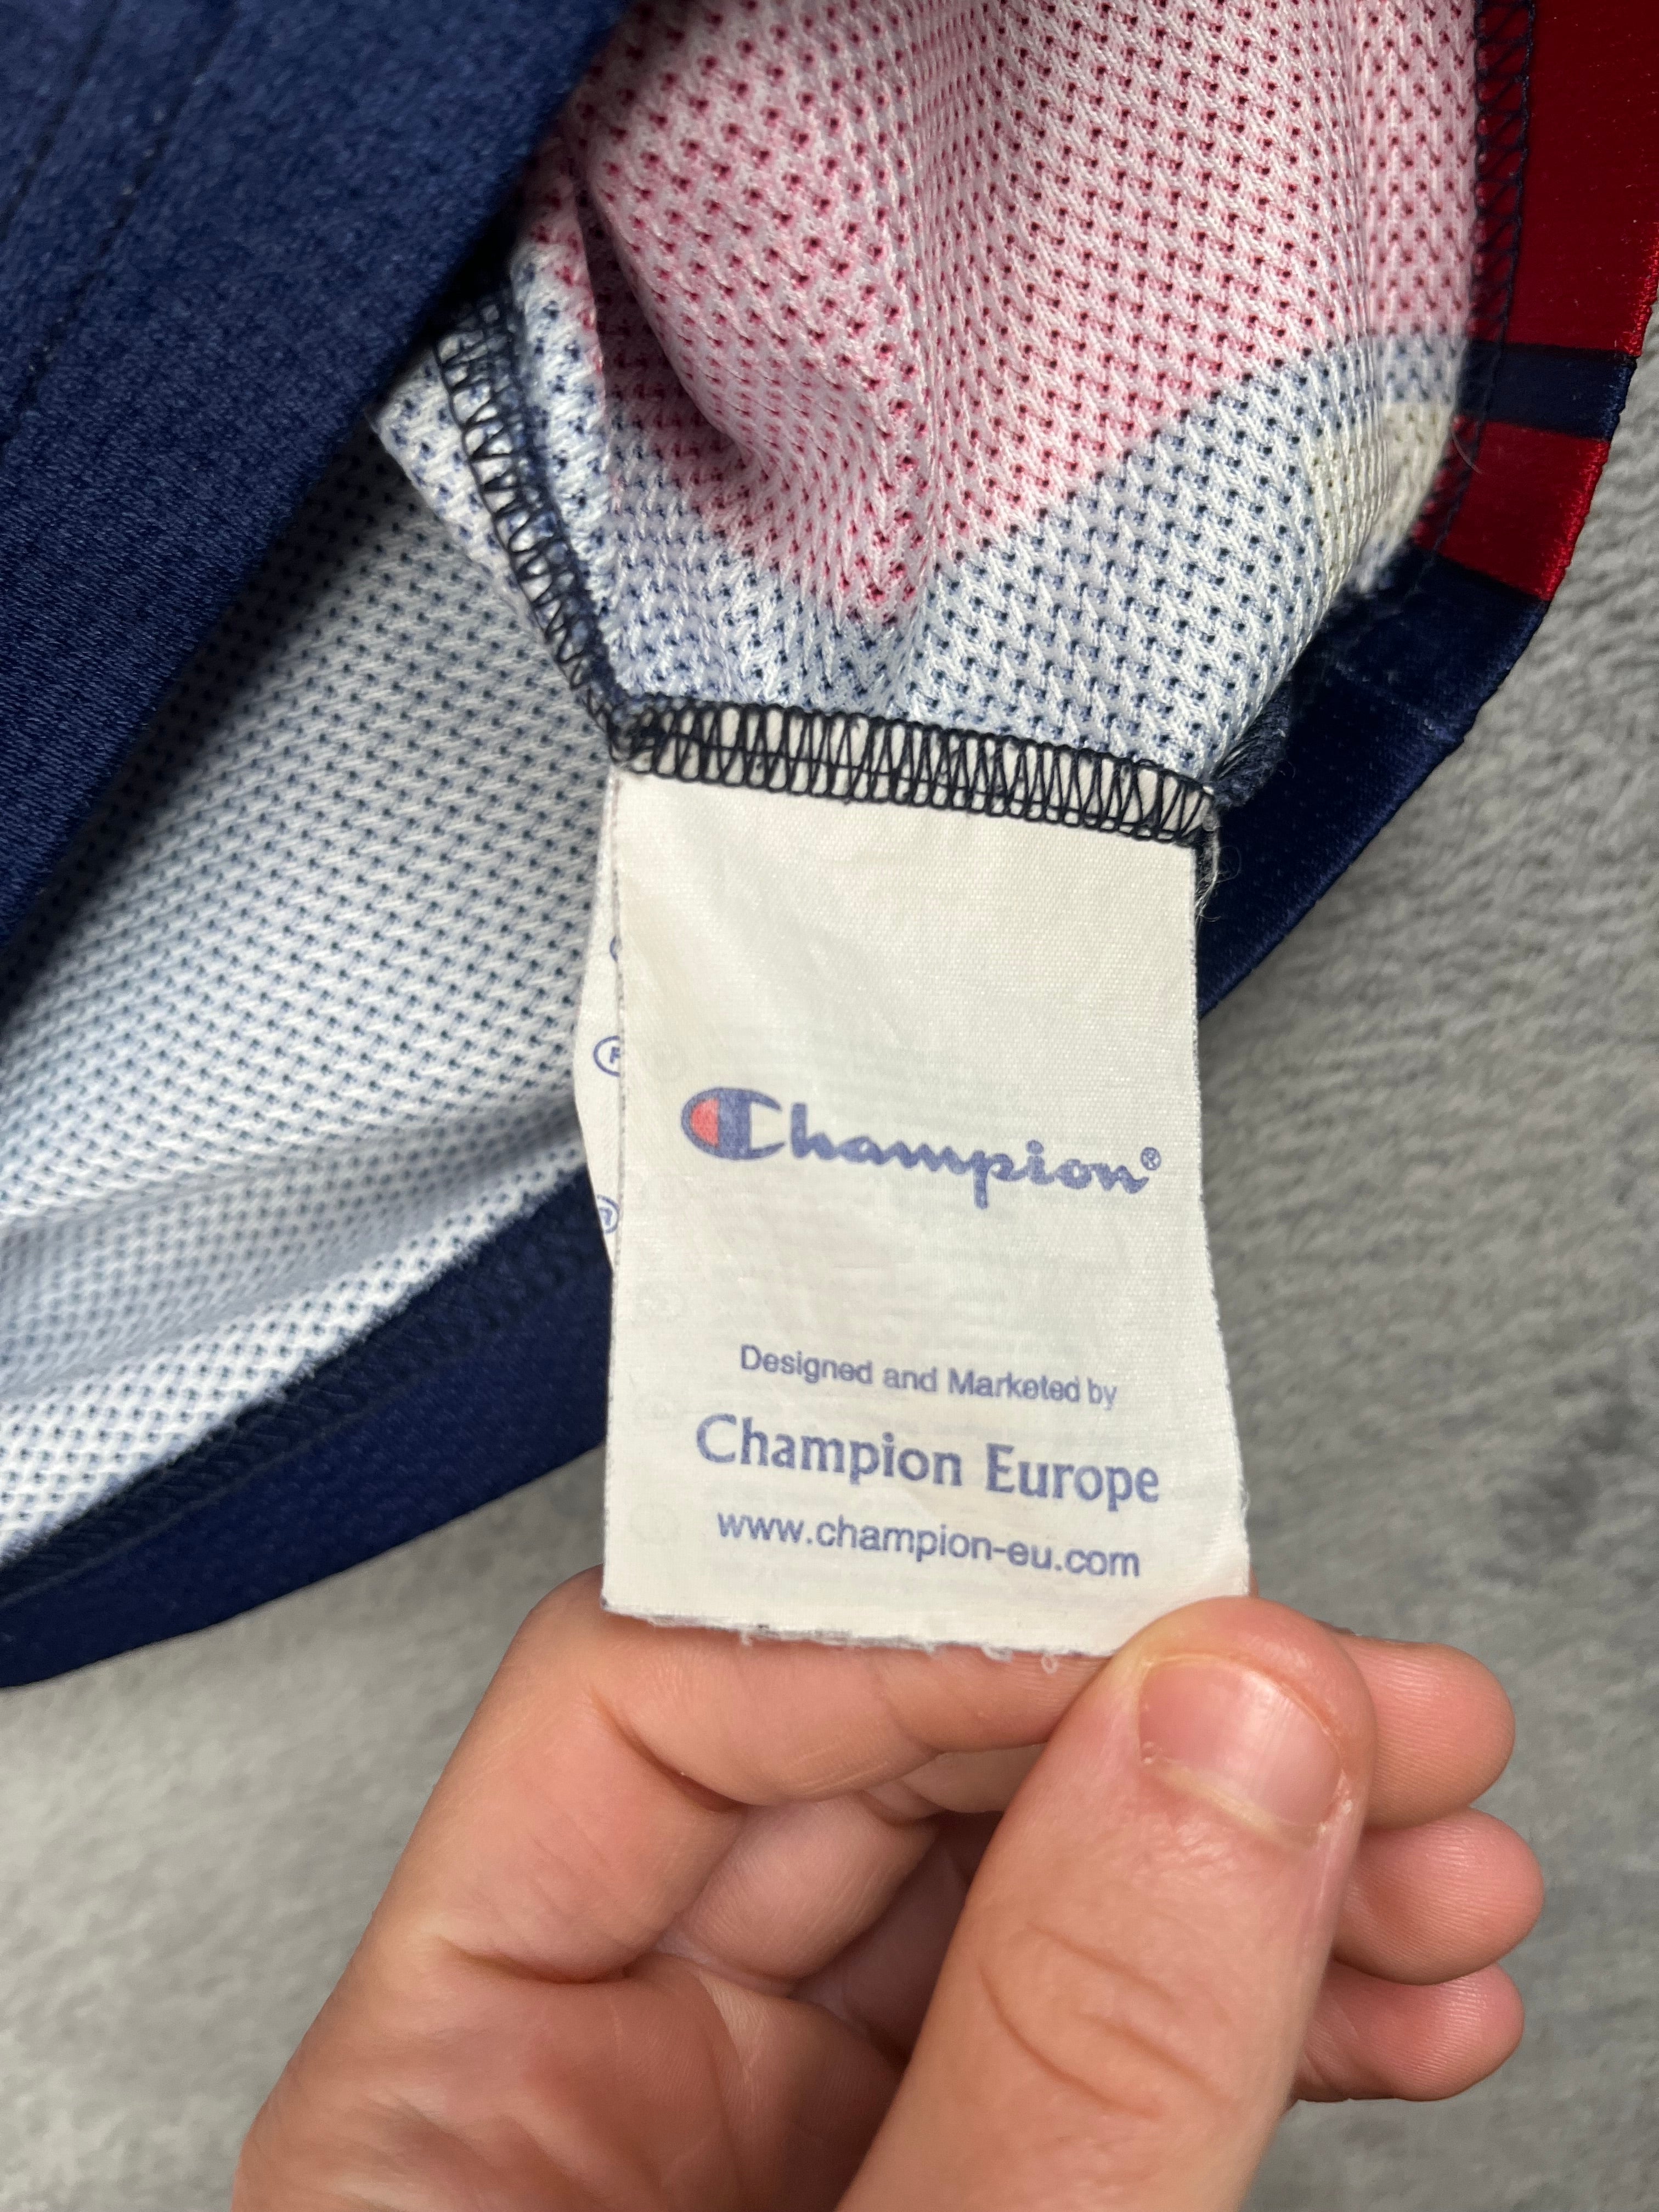 Champion®
Designed and Marketed by
Champion Europe
www.champion-eu.com